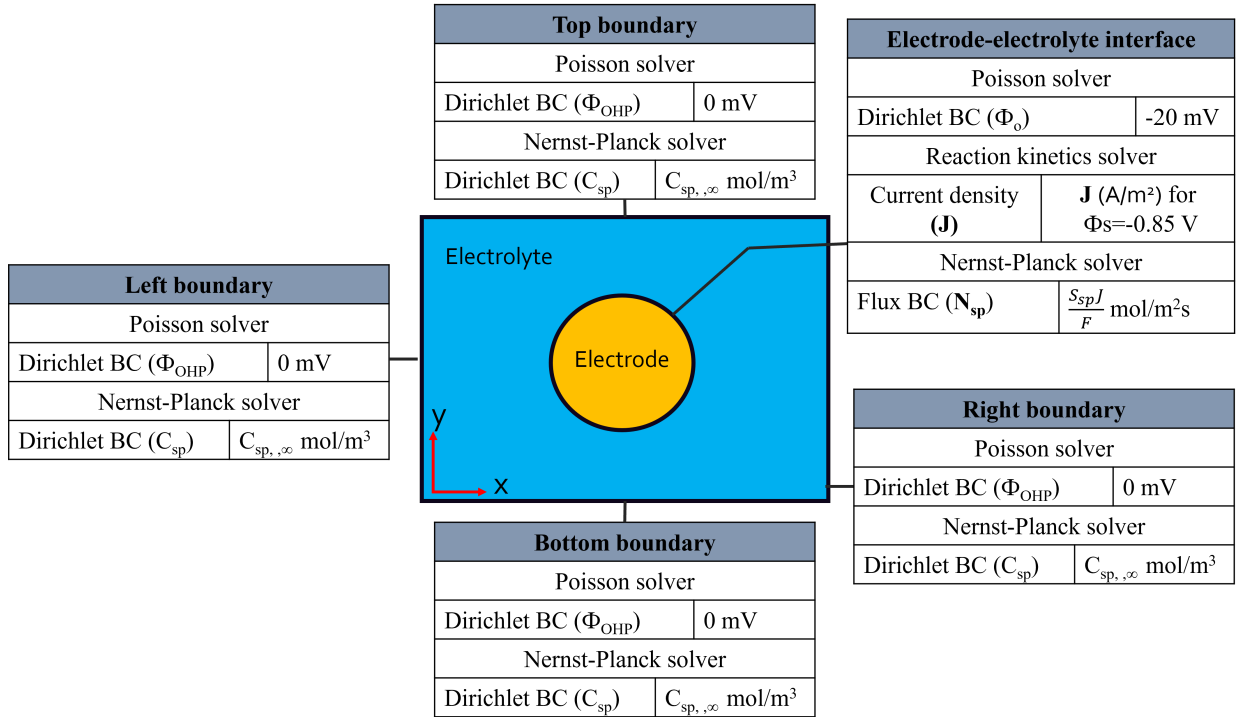 Top boundary
Poisson solver
Dirichlet BC (Φ_OHP) 0 mV
Nernst-Planck solver
Dirichlet BC (C_sp) C_sp,,∞ mol/m³
Electrode-electrolyte interface
Poisson solver
Dirichlet BC (Φ_o) -20 mV
Reaction kinetics solver
Current density J (A/m²) for
(J) Φs=-0.85 V
Nernst-Planck solver
Flux BC (N_sp) S_spJ/F mol/m²s
Left boundary
Poisson solver
Dirichlet BC (Φ_OHP) 0 mV
Nernst-Planck solver
Dirichlet BC (C_sp) C_sp,,∞ mol/m³
Electrolyte
Electrode
y
x
Right boundary
Poisson solver
Dirichlet BC (Φ_OHP) 0 mV
Nernst-Planck solver
Dirichlet BC (C_sp) C_sp,,∞ mol/m³
Bottom boundary
Poisson solver
Dirichlet BC (Φ_OHP) 0 mV
Nernst-Planck solver
Dirichlet BC (C_sp) C_sp,,∞ mol/m³